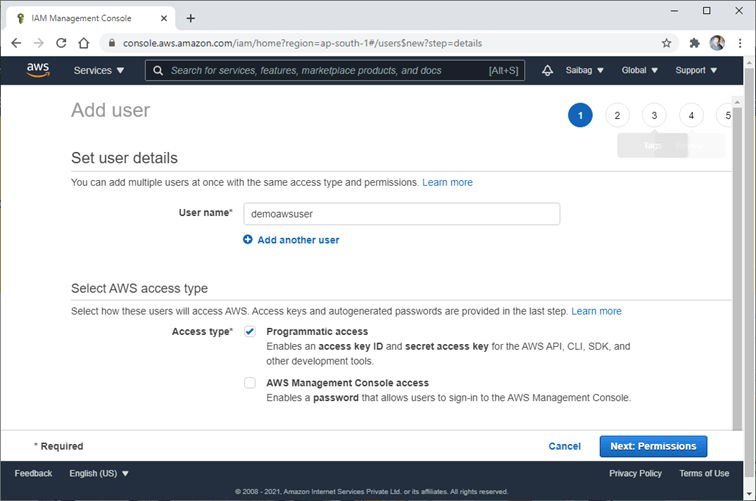 IAM Management Console
console.aws.amazon.com/iam/home?region=ap-south-1#/users$new?step=details
aws Services Search for services, features, marketplace products, and docs [Alt+S] Saibag Global Support
Add user
1 2 3 4 5
Tags
Set user details
You can add multiple users at once with the same access type and permissions. Learn more
User name* demoawsuser
Add another user
Select AWS access type
Select how these users will access AWS. Access keys and autogenerated passwords are provided in the last step. Learn more
Access type* Programmatic access
Enables an access key ID and secret access key for the AWS API, CLI, SDK, and
other development tools.
AWS Management Console access
Enables a password that allows users to sign-in to the AWS Management Console.
* Required Cancel Next: Permissions
Feedback English (US) Privacy Policy Terms of Use
© 2008 - 2021, Amazon Internet Services Private Ltd. or its affiliates. All rights reserved.